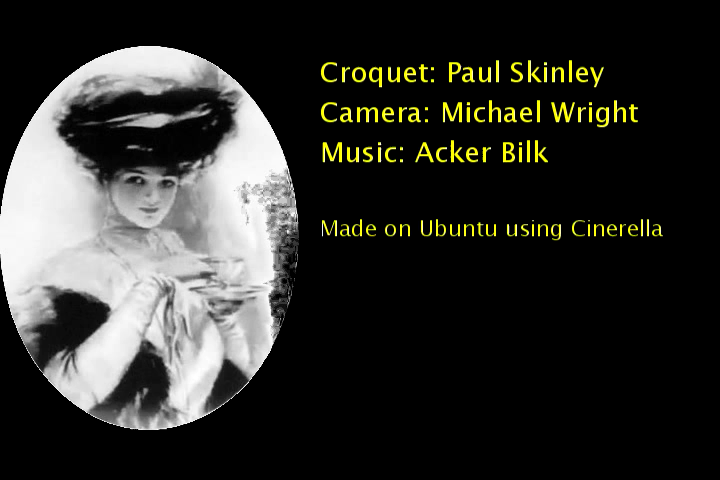 Croquet: Paul Skinley
Camera: Michael Wright
Music: Acker Bilk
Made on Ubuntu using Cinerella